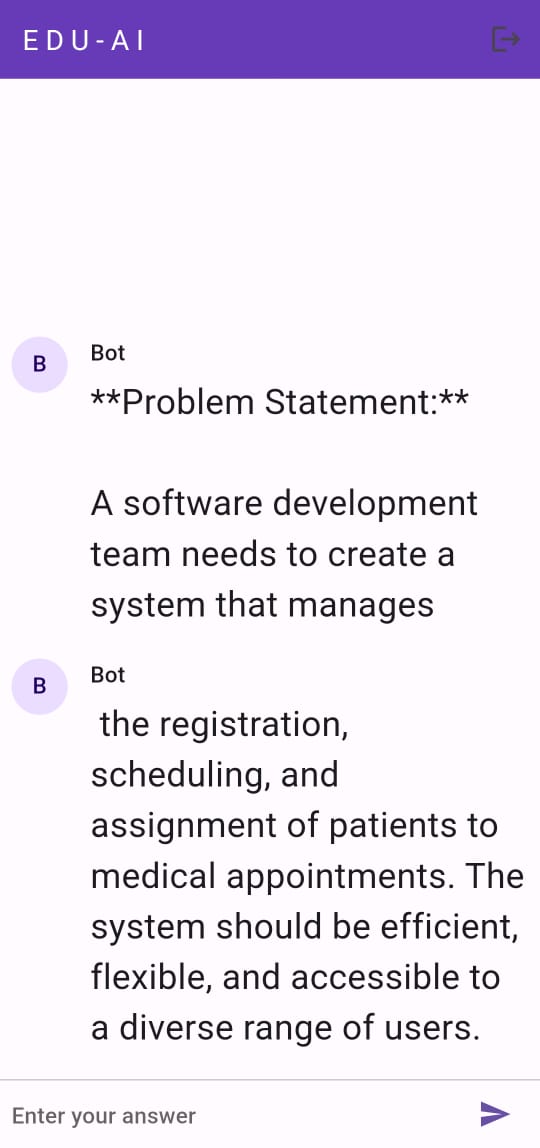 EDU-AI
B
Bot
**Problem Statement:**
A software development
team needs to create a
system that manages
B
Bot
the registration,
scheduling, and
assignment of patients to
medical appointments. The
system should be efficient,
flexible, and accessible to
a diverse range of users.
Enter your answer